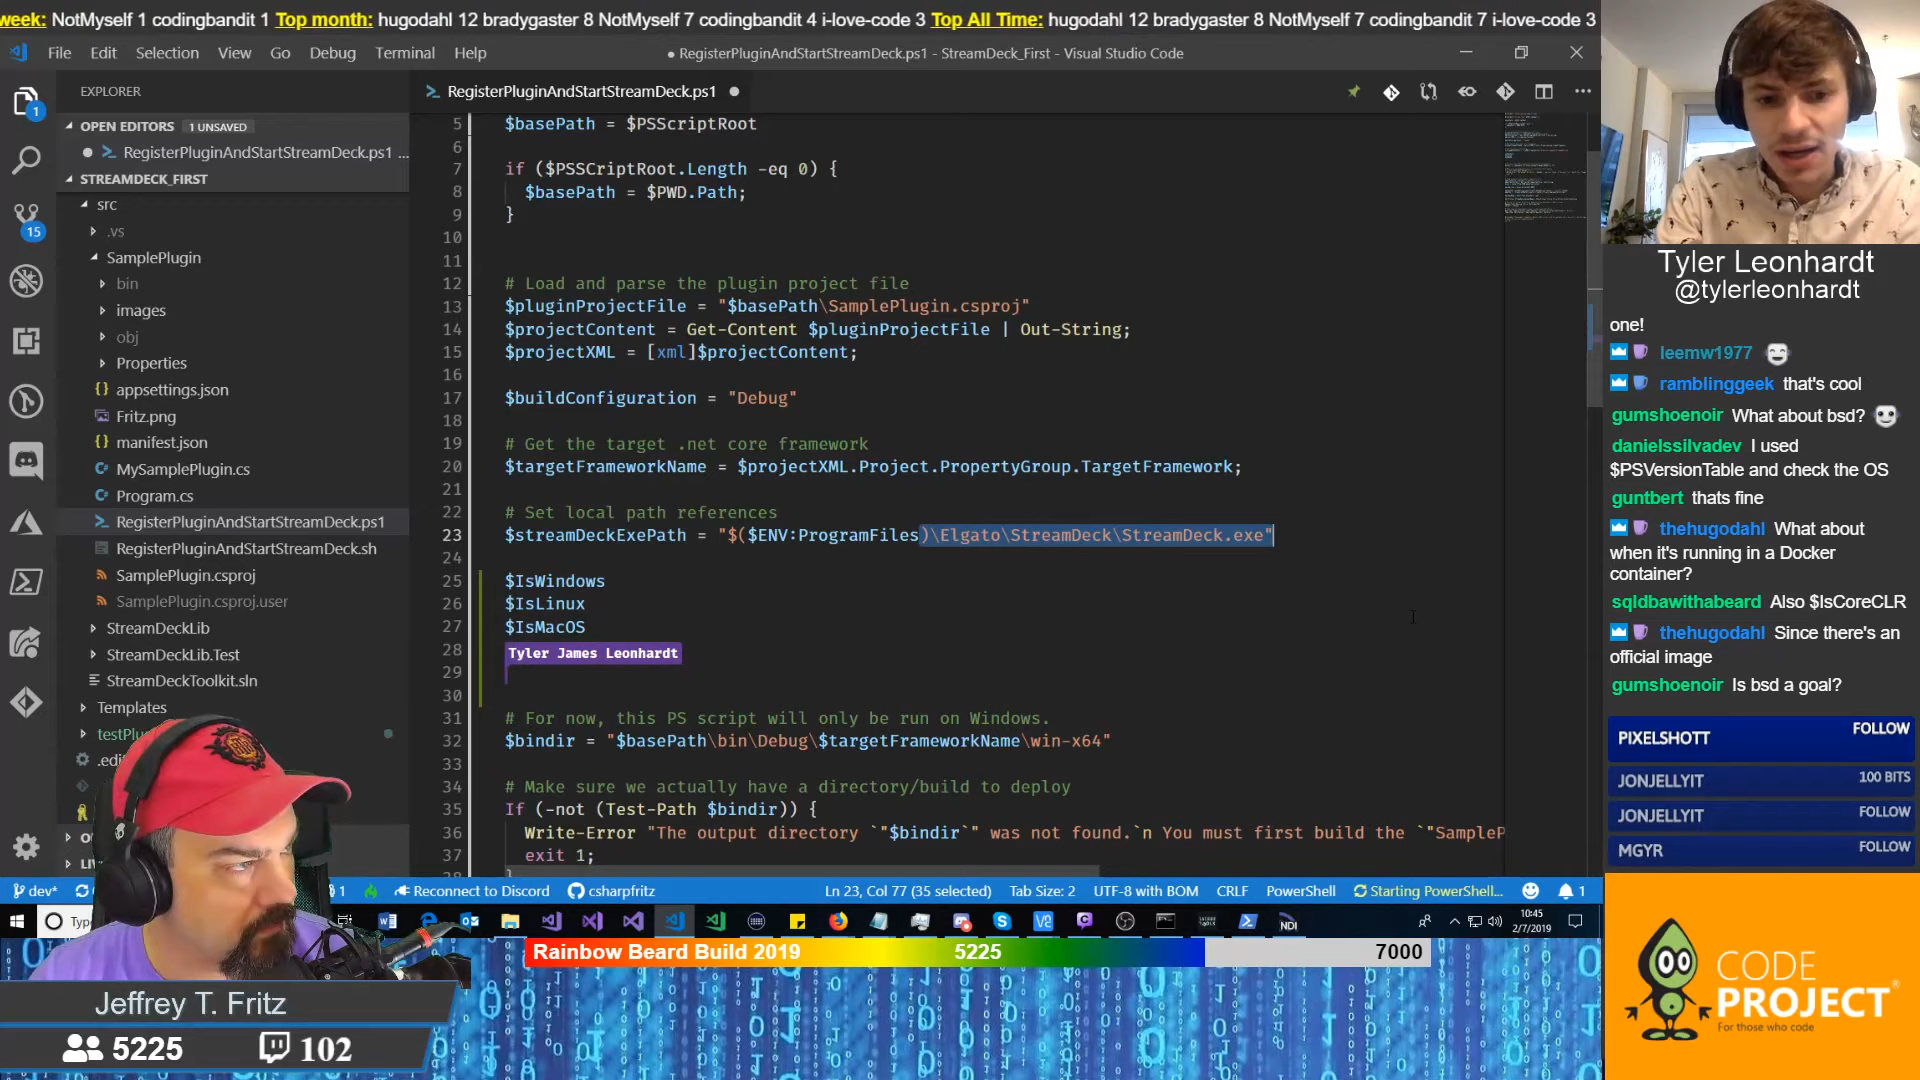 week: NotMyself 1 codingbandit 1 Top month: hugodahl 12 bradygaster 8 NotMyself 7 codingbandit 4 i-love-code 3 Top All Time: hugodahl 12 bradygaster 8 NotMyself 7 codingbandit 7 i-love-code 3
File Edit Selection View Go Debug Terminal Help
● RegisterPluginAndStartStreamDeck.ps1 - StreamDeck_First - Visual Studio Code
EXPLORER
OPEN EDITORS 1 UNSAVED
RegisterPluginAndStartStreamDeck.ps1 ...
STREAMDECK_FIRST
src
.vs
SamplePlugin
bin
images
obj
Properties
appsettings.json
Fritz.png
manifest.json
MySamplePlugin.cs
Program.cs
RegisterPluginAndStartStreamDeck.ps1
RegisterPluginAndStartStreamDeck.sh
SamplePlugin.csproj
SamplePlugin.csproj.user
StreamDeckLib
StreamDeckLib.Test
StreamDeckToolkit.sln
Templates
testPlu
.edi
1
15
RegisterPluginAndStartStreamDeck.ps1
5 $basePath = $PSScriptRoot
6
7 if ($PSSCriptRoot.Length -eq 0) {
8 $basePath = $PWD.Path;
9 }
10
11
12 # Load and parse the plugin project file
13 $pluginProjectFile = "$basePath\SamplePlugin.csproj"
14 $projectContent = Get-Content $pluginProjectFile | Out-String;
15 $projectXML = [xml]$projectContent;
16
17 $buildConfiguration = "Debug"
18
19 # Get the target .net core framework
20 $targetFrameworkName = $projectXML.Project.PropertyGroup.TargetFramework;
21
22 # Set local path references
23 $streamDeckExePath = "$($ENV:ProgramFiles)\Elgato\StreamDeck\StreamDeck.exe"
24
25 $IsWindows
26 $IsLinux
27 $IsMacOS
28 Tyler James Leonhardt
29
30
31 # For now, this PS script will only be run on Windows.
32 $bindir = "$basePath\bin\Debug\$targetFrameworkName\win-x64"
33
34 # Make sure we actually have a directory/build to deploy
35 If (-not (Test-Path $bindir)) {
36 Write-Error "The output directory `"$bindir`" was not found.`n You must first build the `"SampleP
37 exit 1;
dev* 1 Reconnect to Discord csharpfritz Ln 23, Col 77 (35 selected) Tab Size: 2 UTF-8 with BOM CRLF PowerShell Starting PowerShell... 1
Typ
NDI
10:45
2/7/2019
Rainbow Beard Build 2019 5225 7000
Jeffrey T. Fritz
5225 102
Tyler Leonhardt
@tylerleonhardt
one!
leemw1977
ramblinggeek that's cool
gumshoenoir What about bsd?
danielssilvadev I used
$PSVersionTable and check the OS
guntbert thats fine
thehugodahl What about
when it's running in a Docker
container?
sqldbawithabeard Also $IsCoreCLR
thehugodahl Since there's an
official image
gumshoenoir Is bsd a goal?
PIXELSHOTT FOLLOW
JONJELLYIT 100 BITS
JONJELLYIT FOLLOW
MGYR FOLLOW
CODE
PROJECT®
For those who code